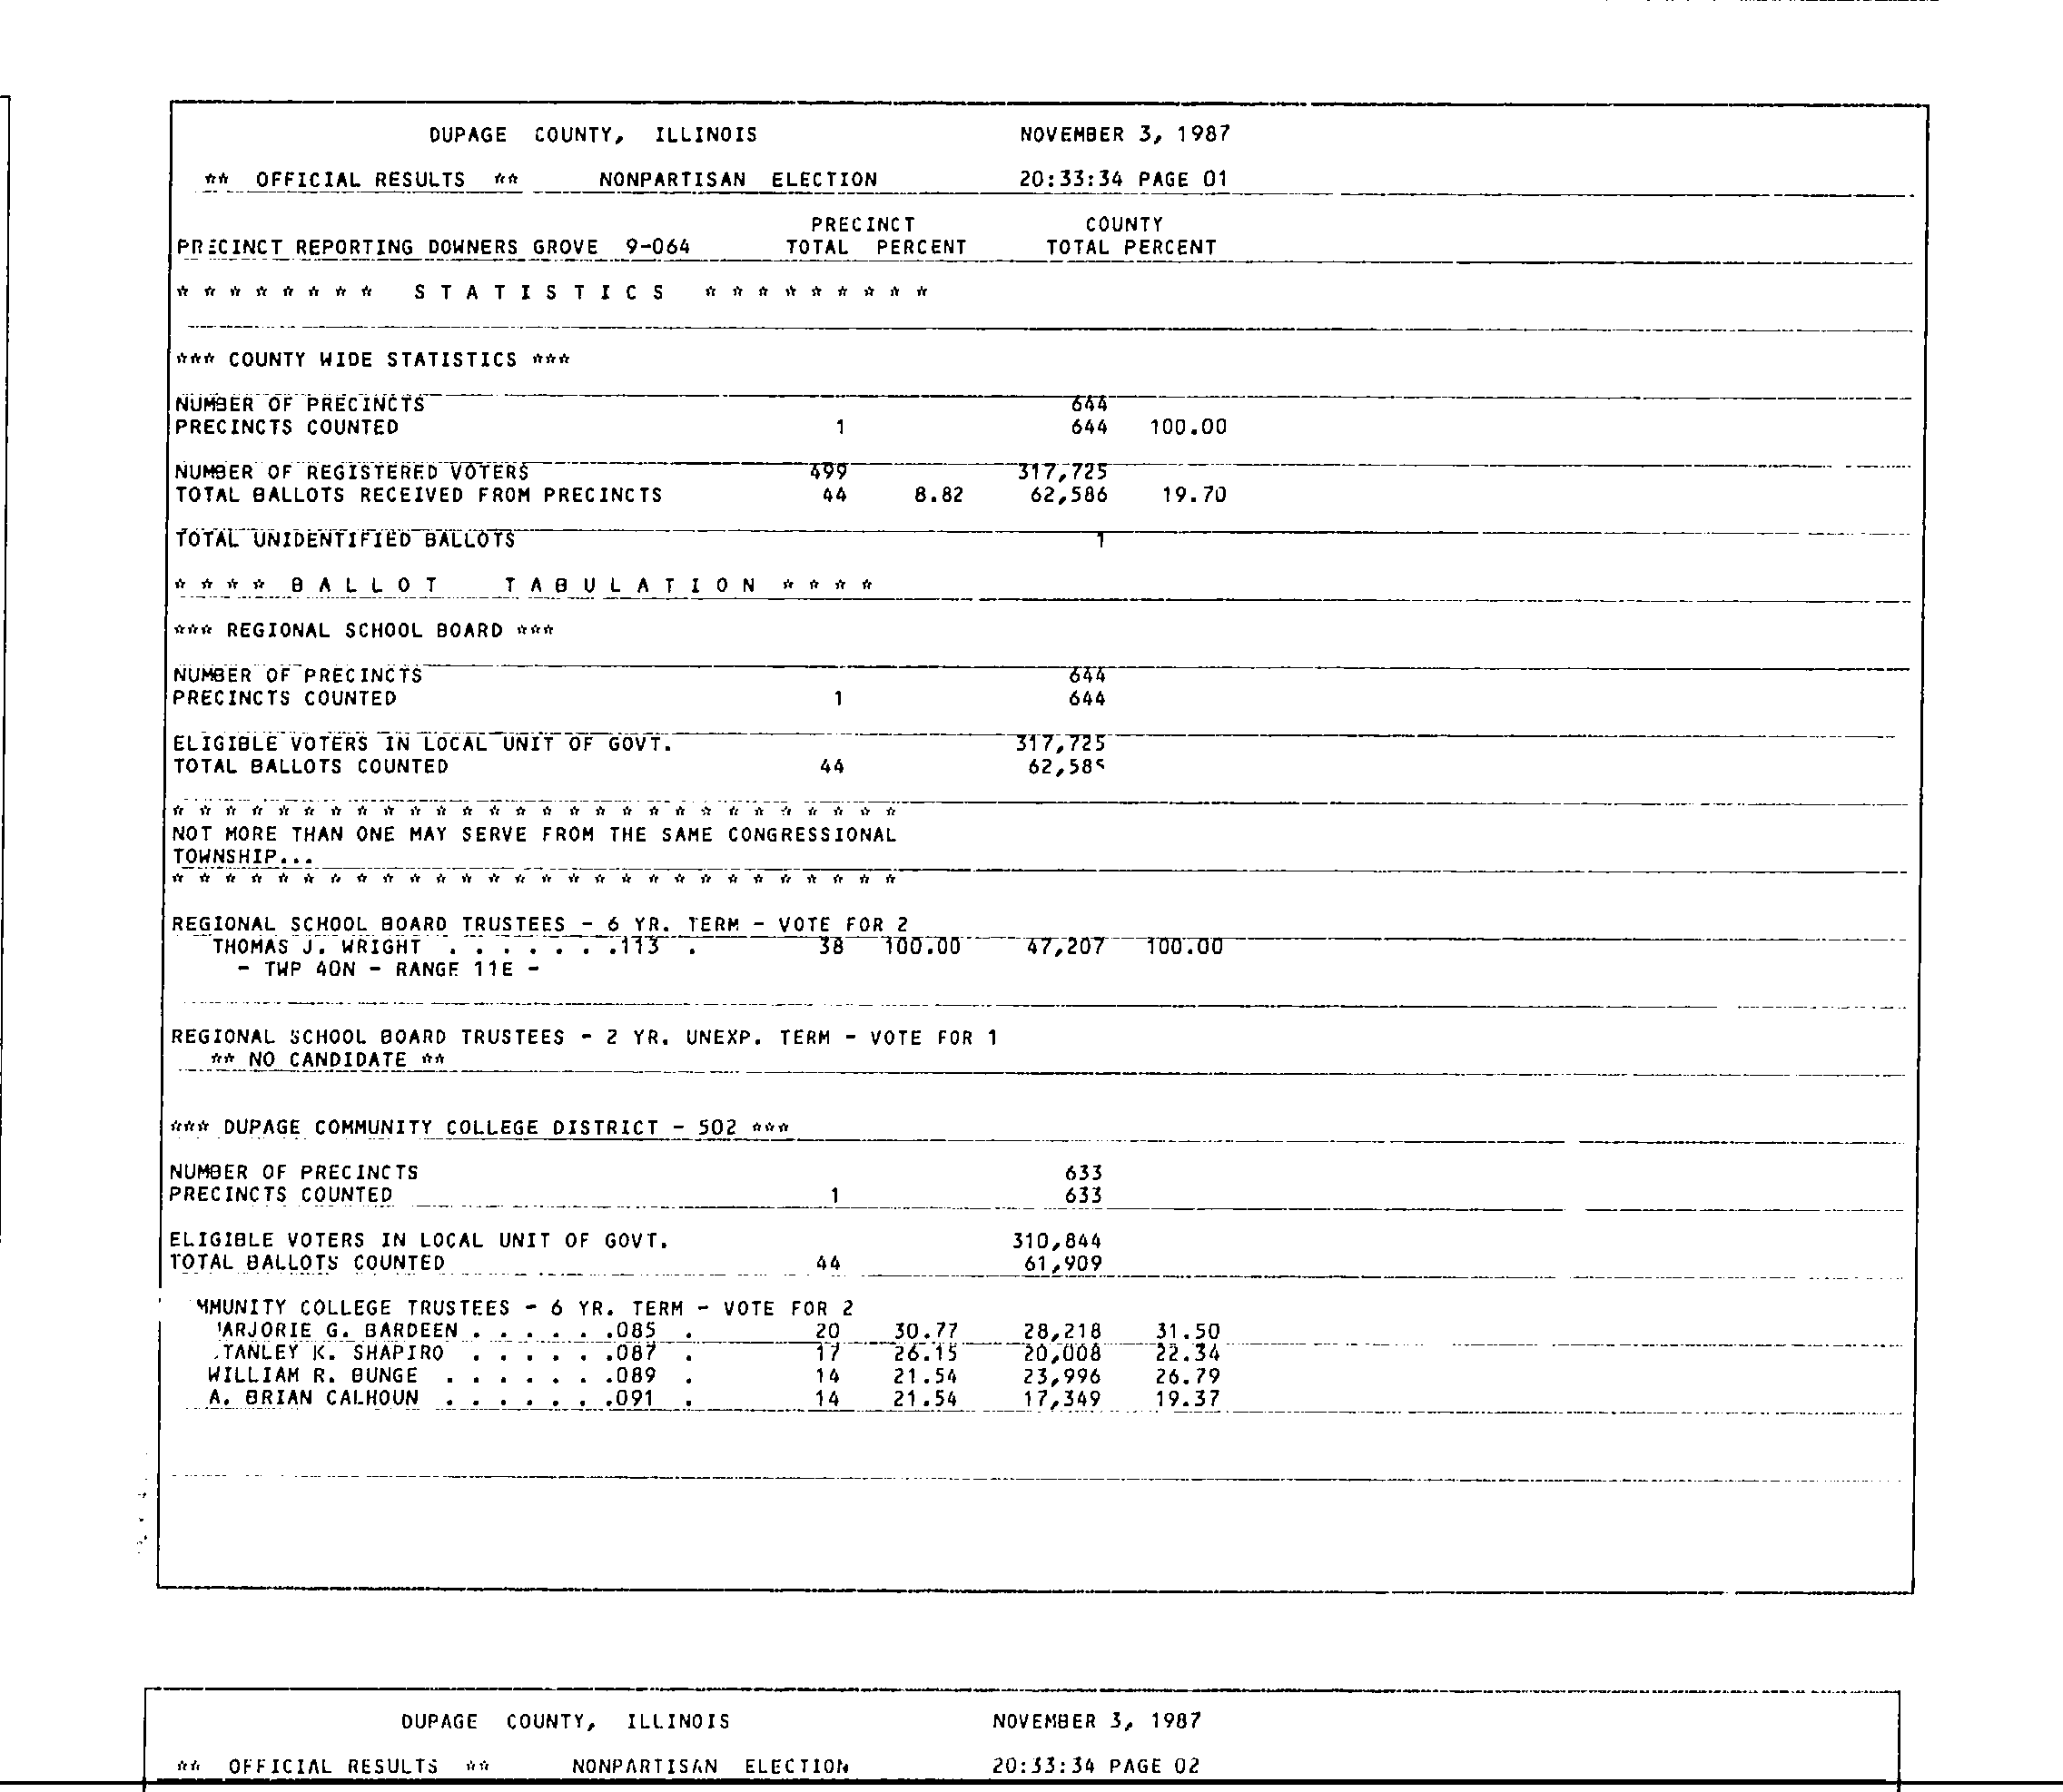 DUPAGE COUNTY, ILLINOIS NOVEMBER 3, 1987
** OFFICIAL RESULTS ** NONPARTISAN ELECTION 20:33:34 PAGE 01
PRECINCT COUNTY
PRECINCT REPORTING DOWNERS GROVE 9-064 TOTAL PERCENT TOTAL PERCENT
* * * * * * * * S T A T I S T I C S * * * * * * * * *
*** COUNTY WIDE STATISTICS ***
NUMBER OF PRECINCTS 644
PRECINCTS COUNTED 1 644 100.00
NUMBER OF REGISTERED VOTERS 499 317,725
TOTAL BALLOTS RECEIVED FROM PRECINCTS 44 8.82 62,586 19.70
TOTAL UNIDENTIFIED BALLOTS 1
* * * * B A L L O T T A B U L A T I O N * * * *
*** REGIONAL SCHOOL BOARD ***
NUMBER OF PRECINCTS 644
PRECINCTS COUNTED 1 644
ELIGIBLE VOTERS IN LOCAL UNIT OF GOVT. 317,725
TOTAL BALLOTS COUNTED 44
* * * * * * * * * * * * * * * * * * * * * * * * * * * *
NOT MORE THAN ONE MAY SERVE FROM THE SAME CONGRESSIONAL
TOWNSHIP...
* * * * * * * * * * * * * * * * * * * * * * * * * * * *
REGIONAL SCHOOL BOARD TRUSTEES - 6 YR. TERM - VOTE FOR 2
THOMAS J. WRIGHT . . . . . . .113 . 38 100.00 47,207 100.00
- TWP 40N - RANGE 11E -
REGIONAL SCHOOL BOARD TRUSTEES - 2 YR. UNEXP. TERM - VOTE FOR 1
** NO CANDIDATE **
*** DUPAGE COMMUNITY COLLEGE DISTRICT - 502 ***
NUMBER OF PRECINCTS 633
PRECINCTS COUNTED 1 633
ELIGIBLE VOTERS IN LOCAL UNIT OF GOVT. 310,844
TOTAL BALLOTS COUNTED 44 61,909
MMUNITY COLLEGE TRUSTEES - 6 YR. TERM - VOTE FOR 2
ARJORIE G. BARDEEN . . . . . .085 . 20 30.77 28,218 31.50
TANLEY K. SHAPIRO . . . . . .087 . 17 26.15 20,008 22.34
WILLIAM R. BUNGE . . . . . . .089 . 14 21.54 23,996 26.79
A. BRIAN CALHOUN . . . . . . .091 . 14 21.54 17,349 19.37
DUPAGE COUNTY, ILLINOIS NOVEMBER 3, 1987
** OFFICIAL RESULTS ** NONPARTISAN ELECTION 20:33:34 PAGE 02